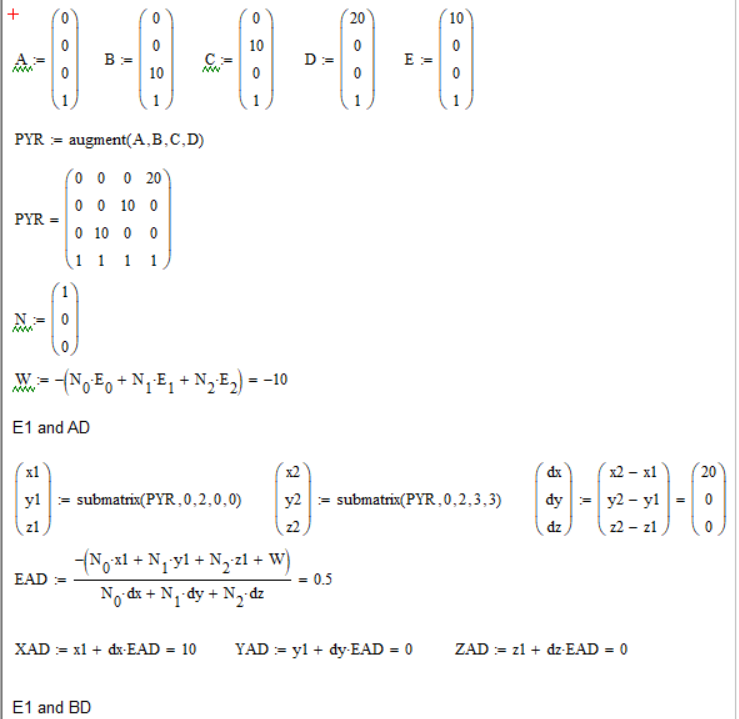 A := (0 0 0 1) B := (0 0 10 1) C := (0 10 0 1) D := (20 0 0 1) E := (10 0 0 1)
PYR := augment(A,B,C,D)
PYR = (0 0 0 20
0 0 10 0
0 10 0 0
1 1 1 1)
N := (1 0 0)
W := -(N₀·E₀ + N₁·E₁ + N₂·E₂) = -10
E1 and AD
(x1 y1 z1) := submatrix(PYR,0,2,0,0) (x2 y2 z2) := submatrix(PYR,0,2,3,3) (dx dy dz) := (x2 - x1 y2 - y1 z2 - z1) = (20 0 0)
EAD := -(N₀·x1 + N₁·y1 + N₂·z1 + W) / N₀·dx + N₁·dy + N₂·dz = 0.5
XAD := x1 + dx·EAD = 10 YAD := y1 + dy·EAD = 0 ZAD := z1 + dz·EAD = 0
E1 and BD